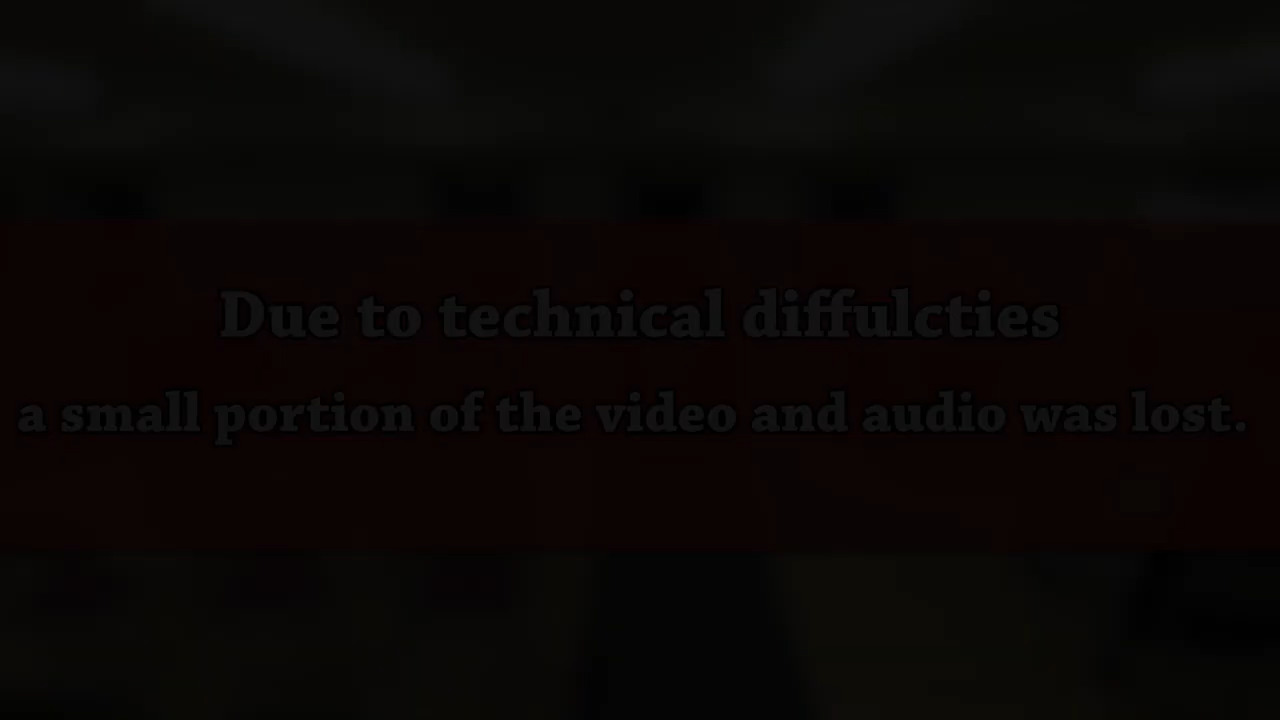 Due to technical diffulcties
a small portion of the video and audio was lost.